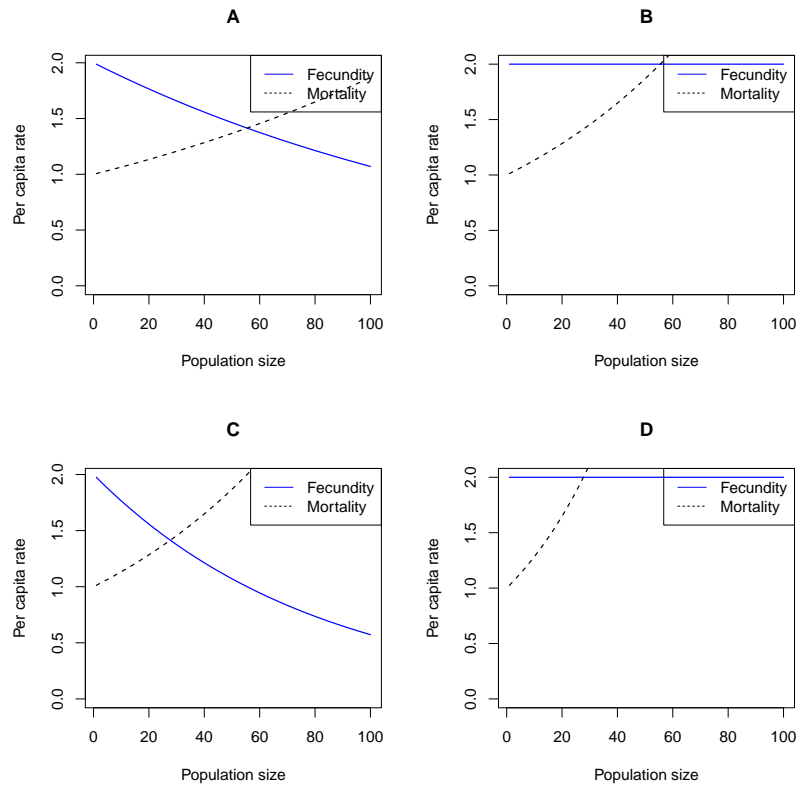 A
Per capita rate
2.0
1.5
1.0
0.5
0.0
Fecundity
Mortality
0 20 40 60 80 100
Population size
B
Per capita rate
2.0
1.5
1.0
0.5
0.0
Fecundity
Mortality
0 20 40 60 80 100
Population size
C
Per capita rate
2.0
1.5
1.0
0.5
0.0
Fecundity
Mortality
0 20 40 60 80 100
Population size
D
Per capita rate
2.0
1.5
1.0
0.5
0.0
Fecundity
Mortality
0 20 40 60 80 100
Population size